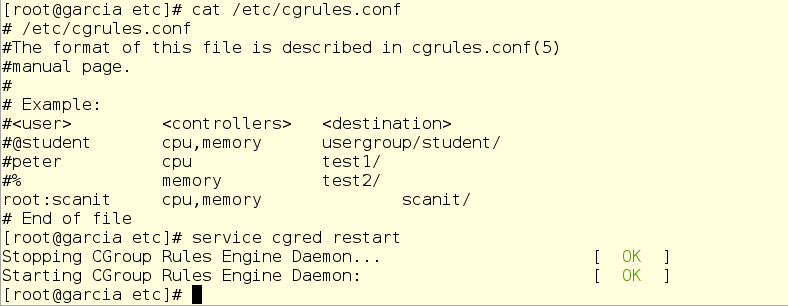 [root@garcia etc]# cat /etc/cgrules.conf
# /etc/cgrules.conf
#The format of this file is described in cgrules.conf(5)
#manual page.
#
# Example:
#<user>         <controllers>   <destination>
#@student       cpu,memory      usergroup/student/
#peter          cpu             test1/
#%              memory          test2/
root:scanit     cpu,memory              scanit/
# End of file
[root@garcia etc]# service cgred restart
Stopping CGroup Rules Engine Daemon...                     [  OK  ]
Starting CGroup Rules Engine Daemon:                       [  OK  ]
[root@garcia etc]#